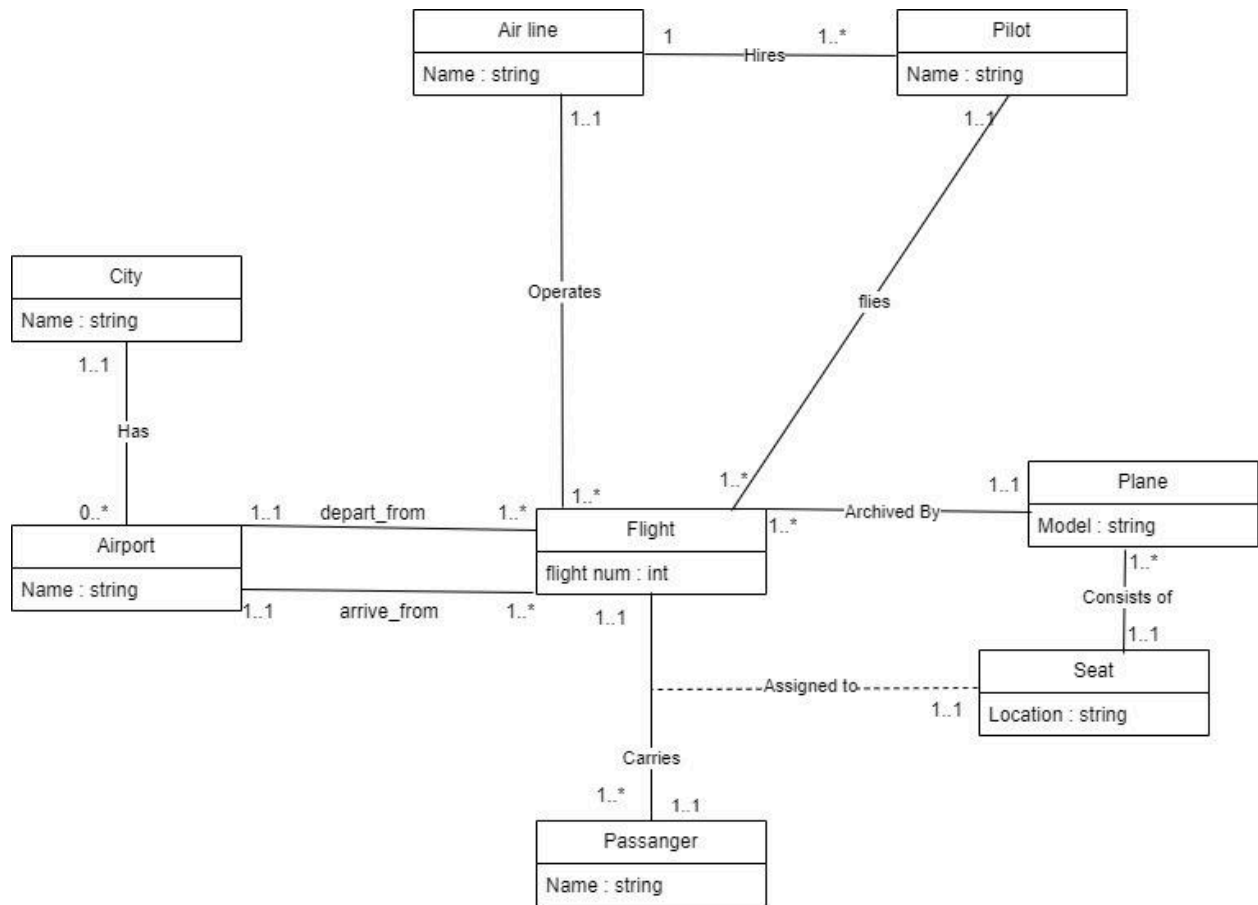 Air line
Name : string
1
Hires
1..*
Pilot
Name : string
1..1
1..1
Operates
flies
City
Name : string
1..1
Has
0..*
Airport
Name : string
1..1
depart_from
1..*
1..1
arrive_from
1..*
1..*
1..*
Flight
flight num : int
1..*
Archived By
1..1
Plane
Model : string
1..*
Consists of
1..1
Seat
Location : string
1..1
Assigned to
1..1
Carries
1..*
1..1
Passanger
Name : string